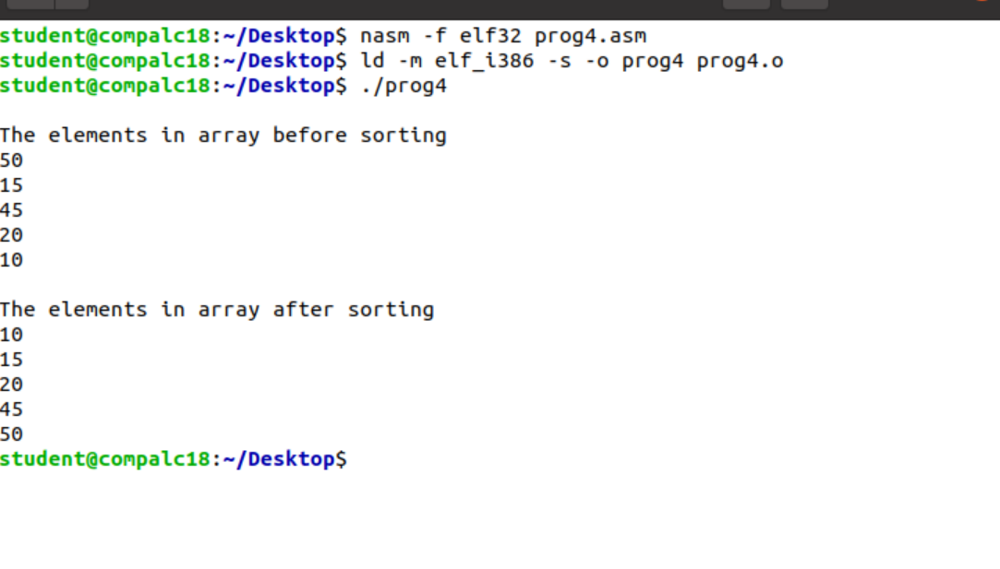 student@compalc18:~/Desktop$ nasm -f elf32 prog4.asm
student@compalc18:~/Desktop$ ld -m elf_i386 -s -o prog4 prog4.o
student@compalc18:~/Desktop$ ./prog4
The elements in array before sorting
50
15
45
20
10
The elements in array after sorting
10
15
20
45
50
student@compalc18:~/Desktop$